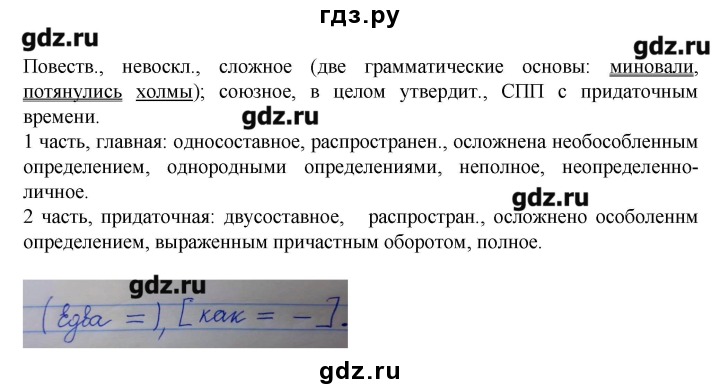 гдз.ру
gdz.ru
gdz.ru
Повеств., невоскл., сложное (две грамматические основы: миновали,
потянулись холмы); союзное, в целом утвердит., СПП с придаточным
времени.
gdz.ru
1 часть, главная: односоставное, распространен., осложнена необособленным
определением, однородными определениями, неполное, неопределенно-
личное.
gdz.ru
2 часть, придаточная: двусоставное, распростран., осложнено особоленнм
определением, выраженным причастным оборотом, полное.
gdz.ru
(Едва = ), [как = – ].
gdz.ru